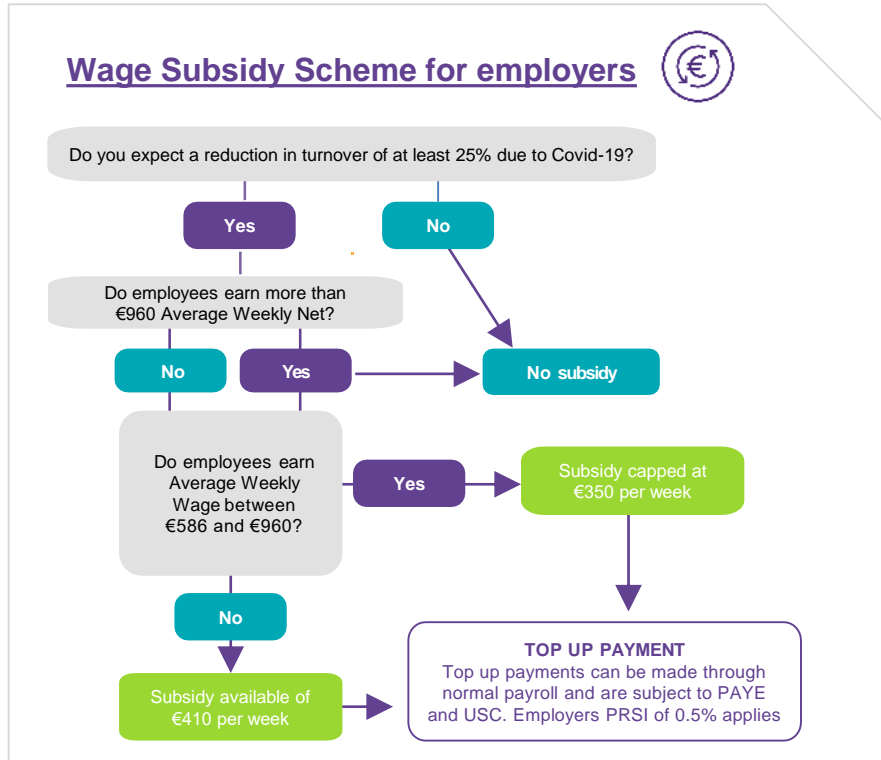 Wage Subsidy Scheme for employers
€
Do you expect a reduction in turnover of at least 25% due to Covid-19?
Yes
No
Do employees earn more than
€960 Average Weekly Net?
No
Yes
No subsidy
Do employees earn
Average Weekly
Wage between
€586 and €960?
Yes
Subsidy capped at
€350 per week
No
Subsidy available of
€410 per week
TOP UP PAYMENT
Top up payments can be made through
normal payroll and are subject to PAYE
and USC. Employers PRSI of 0.5% applies